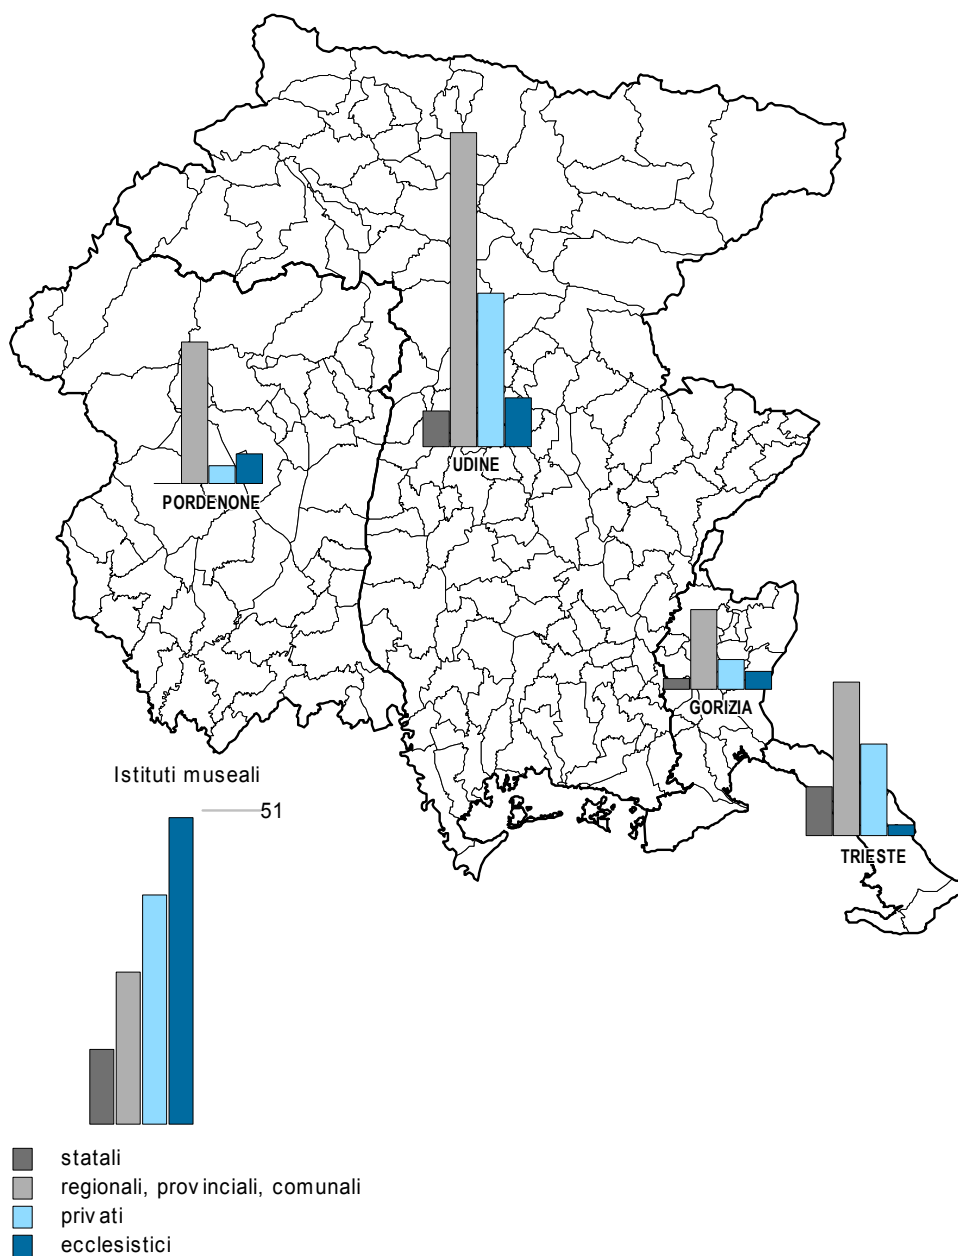 UDINE
PORDENONE
GORIZIA
TRIESTE
Istituti museali
51
statali
regionali, provinciali, comunali
privati
ecclesistici